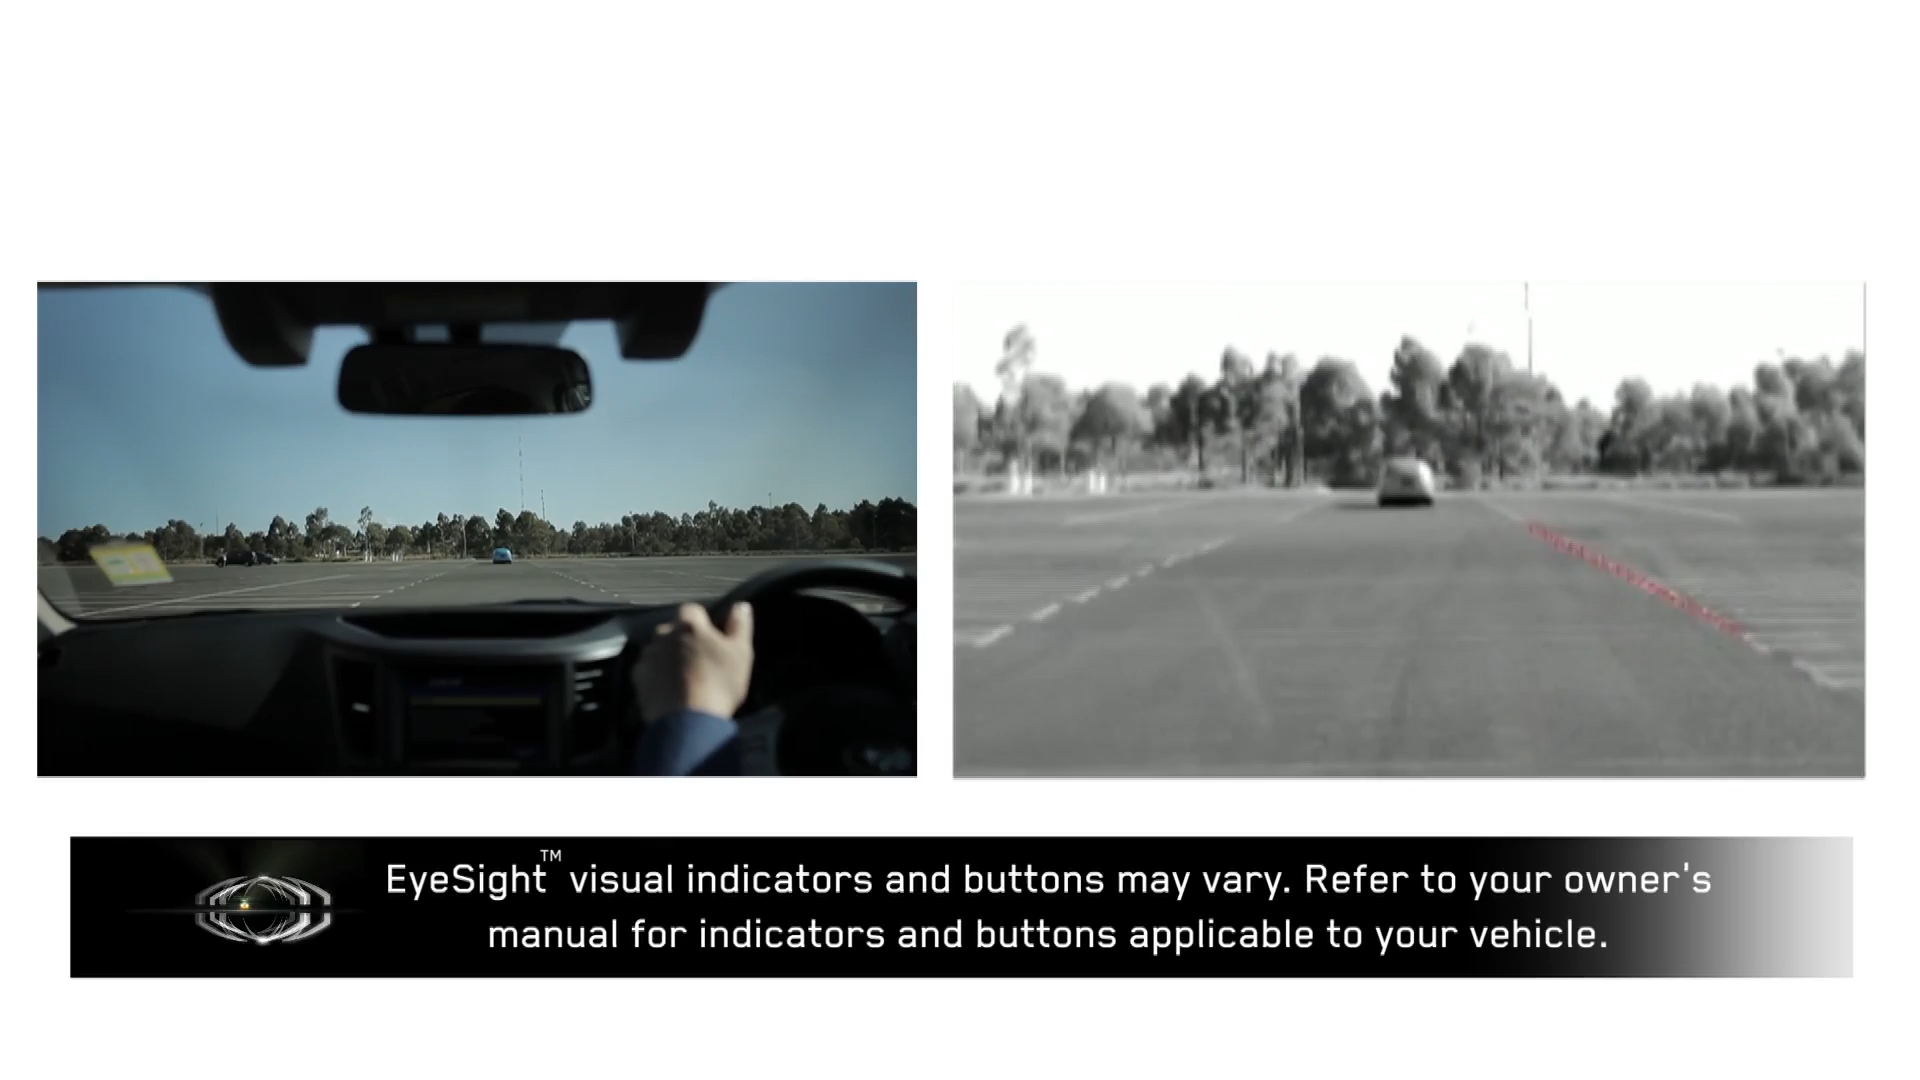 EyeSight™ visual indicators and buttons may vary. Refer to your owner's
manual for indicators and buttons applicable to your vehicle.